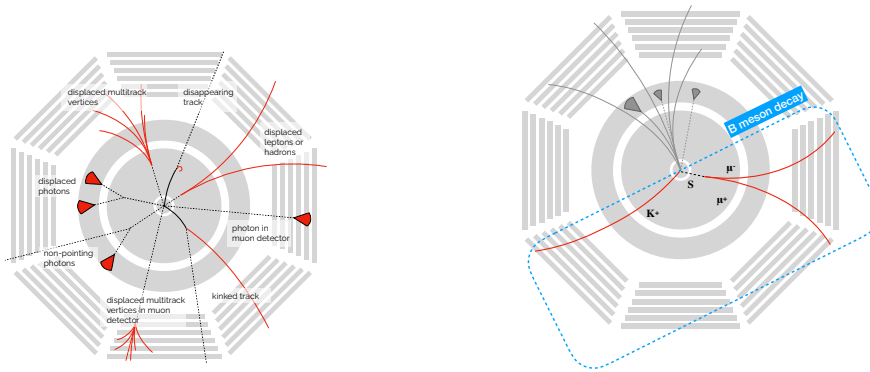 displaced multitrack
vertices
disappearing
track
displaced
leptons or
hadrons
displaced
photons
photon in
muon detector
non-pointing
photons
displaced multitrack
vertices in muon
detector
kinked track
B meson decay
μ-
S
μ+
K+